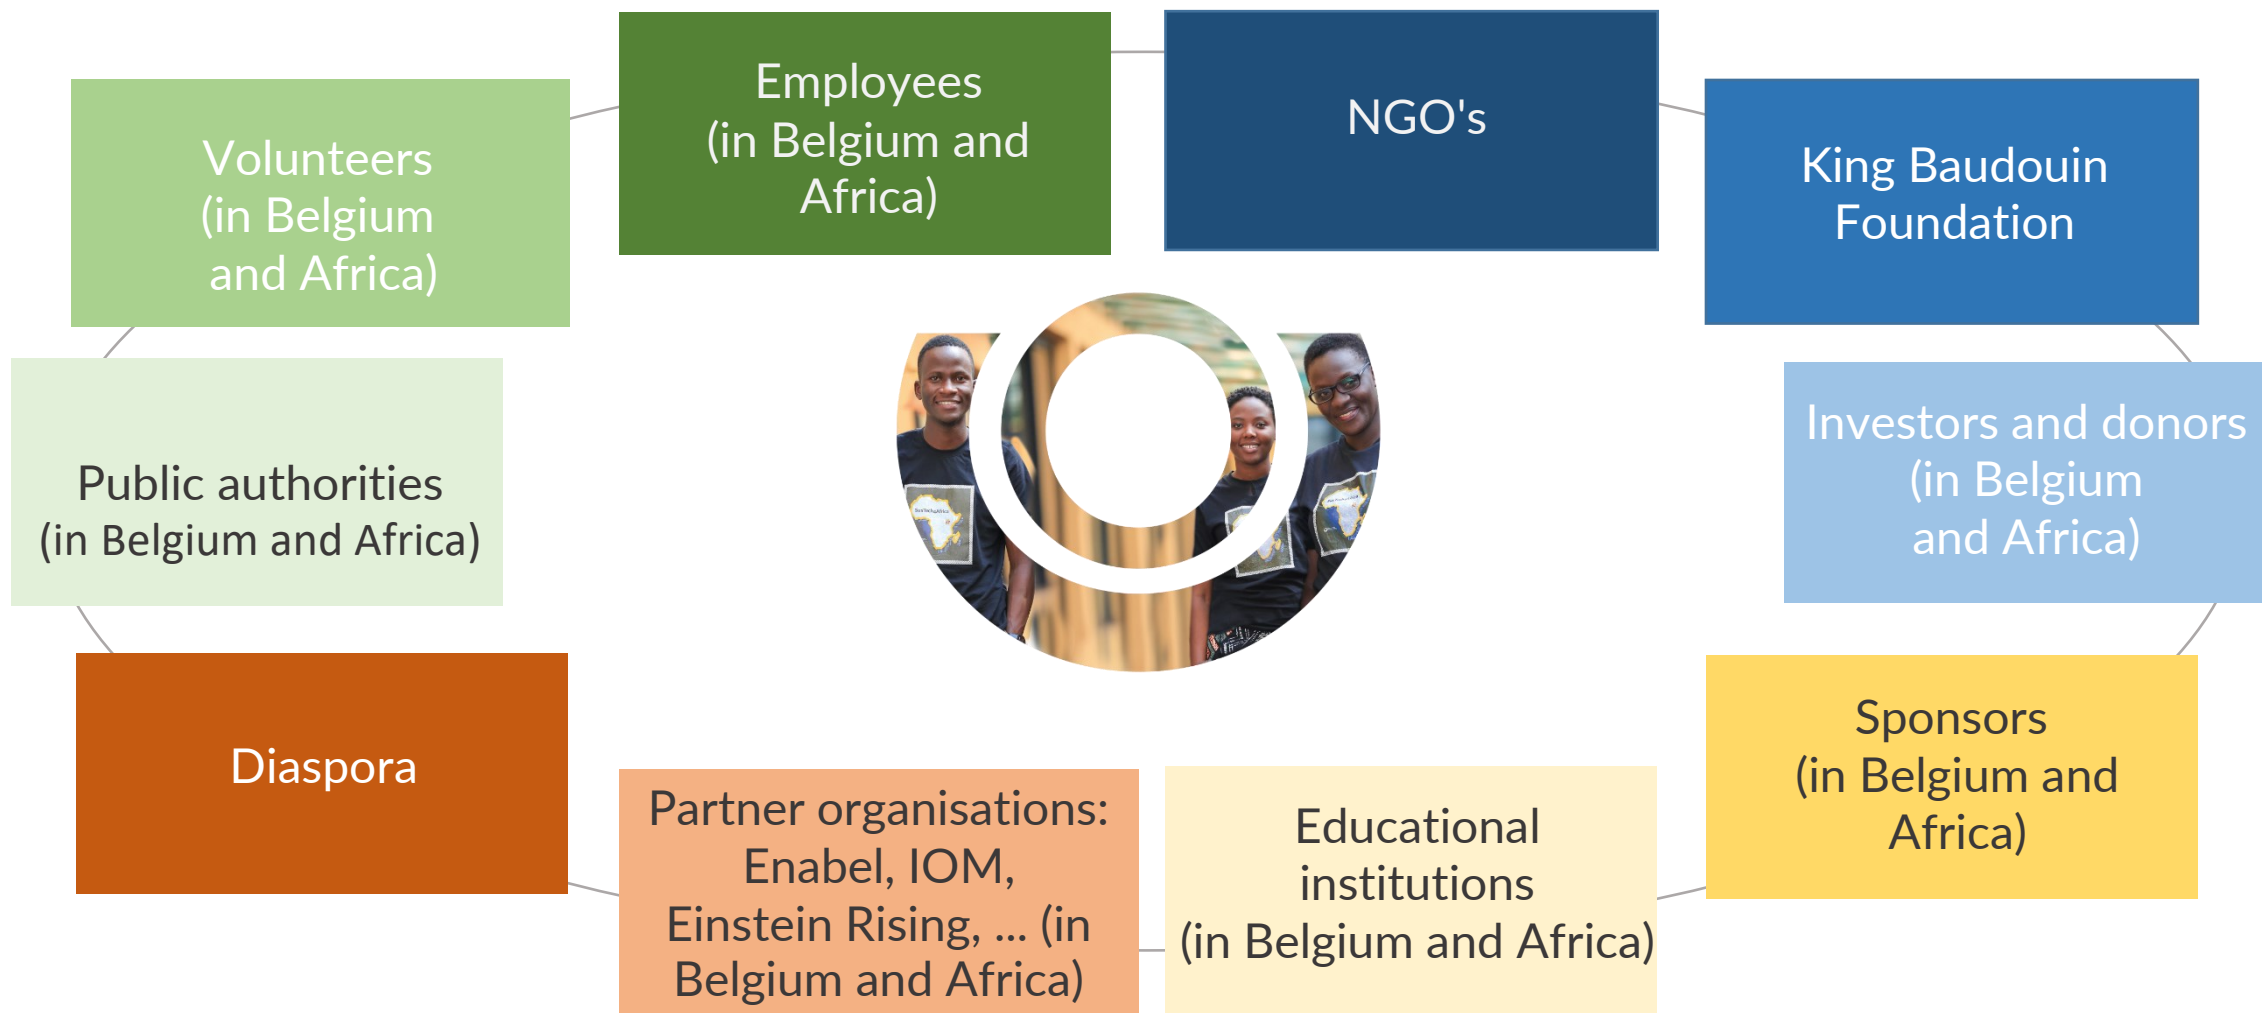 Employees
(in Belgium and
Africa)
NGO's
King Baudouin
Foundation
Investors and donors
(in Belgium
and Africa)
Sponsors
(in Belgium and
Africa)
Educational
institutions
(in Belgium and Africa)
Partner organisations:
Enabel, IOM,
Einstein Rising, ... (in
Belgium and Africa)
Diaspora
Public authorities
(in Belgium and Africa)
Volunteers
(in Belgium
and Africa)